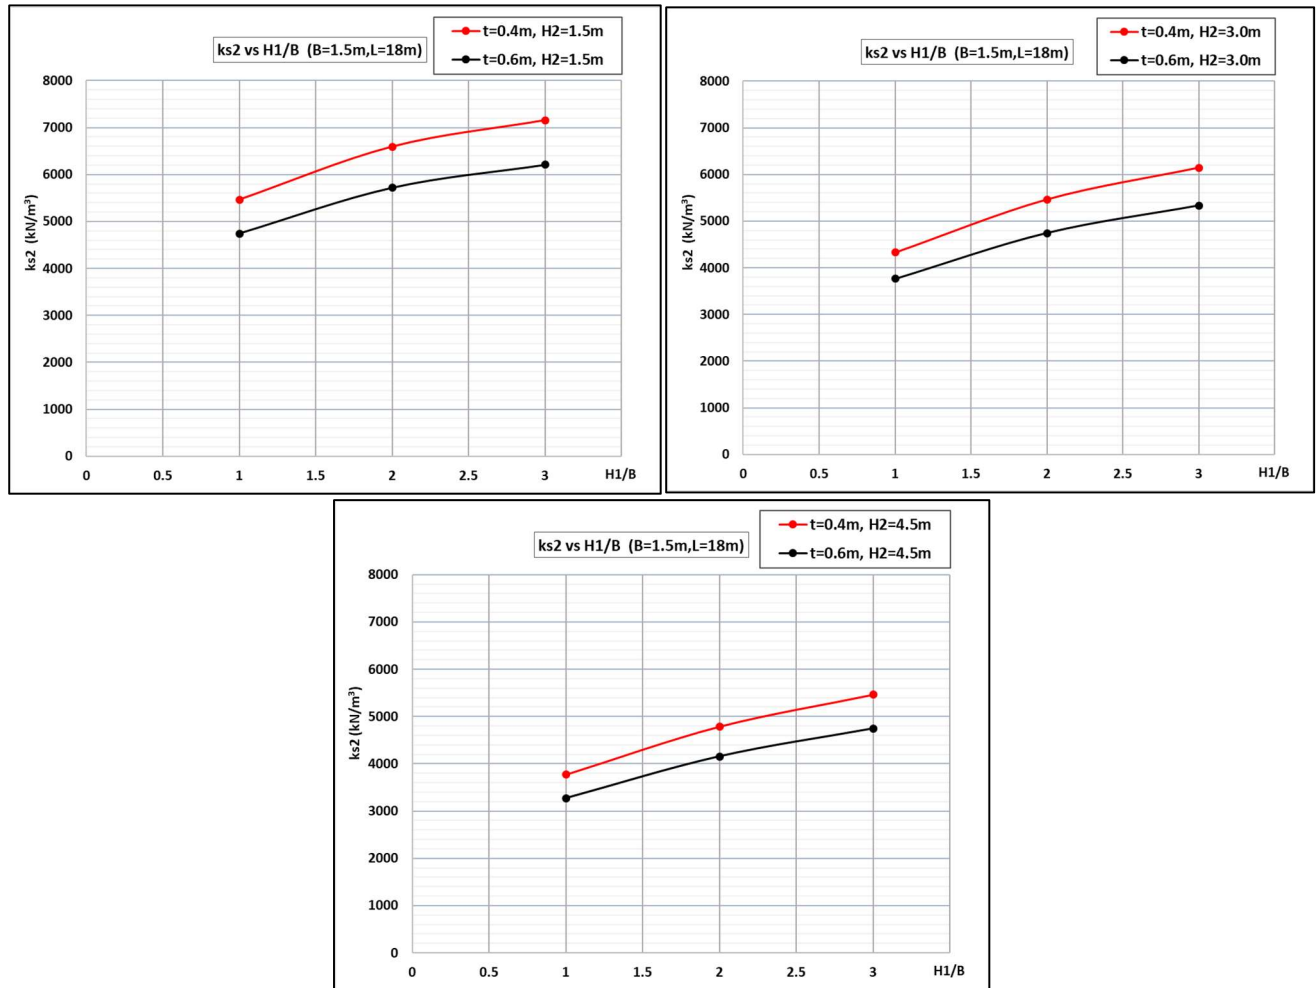 t=0.4m, H2=1.5m
ks2 vs H1/B (B=1.5m,L=18m)
t=0.6m, H2=1.5m
8000
7000
6000
5000
4000
3000
2000
1000
0
ks2 (kN/m³)
0 0.5 1 1.5 2 2.5 3 H1/B
t=0.4m, H2=3.0m
ks2 vs H1/B (B=1.5m,L=18m)
t=0.6m, H2=3.0m
8000
7000
6000
5000
4000
3000
2000
1000
0
ks2 (kN/m³)
0 0.5 1 1.5 2 2.5 3 H1/B
t=0.4m, H2=4.5m
ks2 vs H1/B (B=1.5m,L=18m)
t=0.6m, H2=4.5m
8000
7000
6000
5000
4000
3000
2000
1000
0
ks2 (kN/m³)
0 0.5 1 1.5 2 2.5 3 H1/B